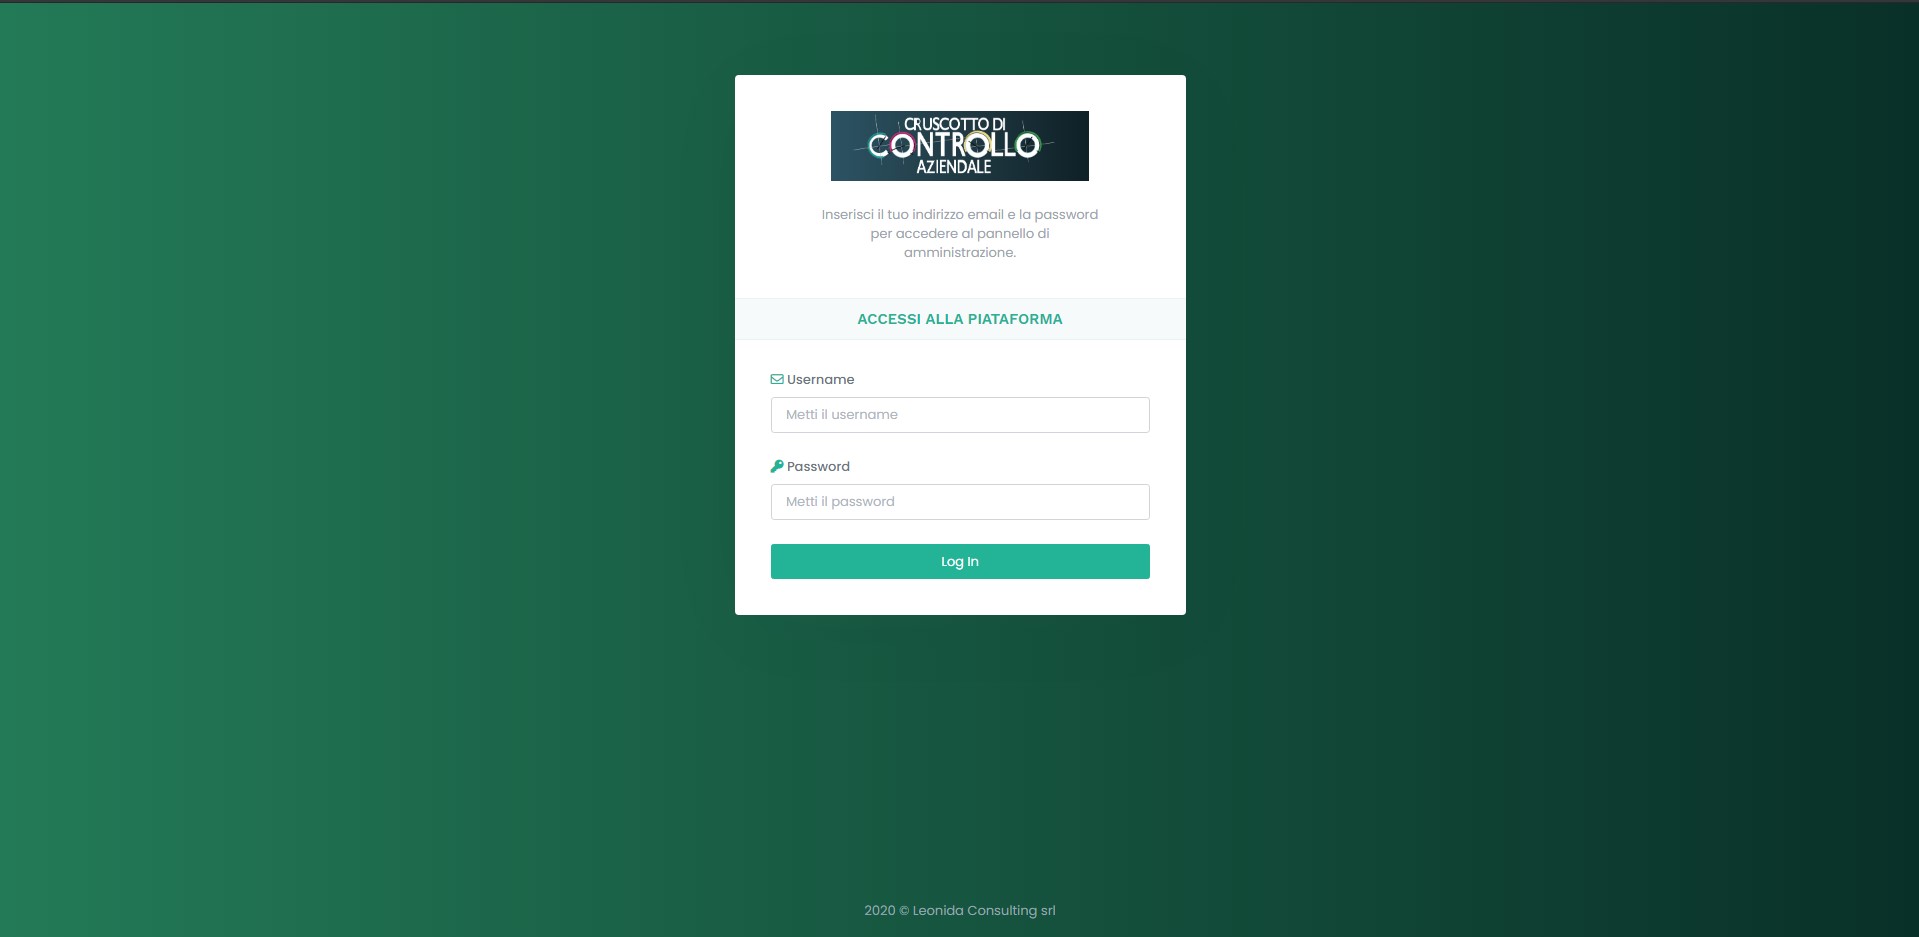 CRUSCOTTO DI
CONTROLLO
AZIENDALE
Inserisci il tuo indirizzo email e la password
per accedere al pannello di
amministrazione.
ACCESSI ALLA PIATAFORMA
Username
Metti il username
Password
Metti il password
Log In
2020 © Leonida Consulting srl